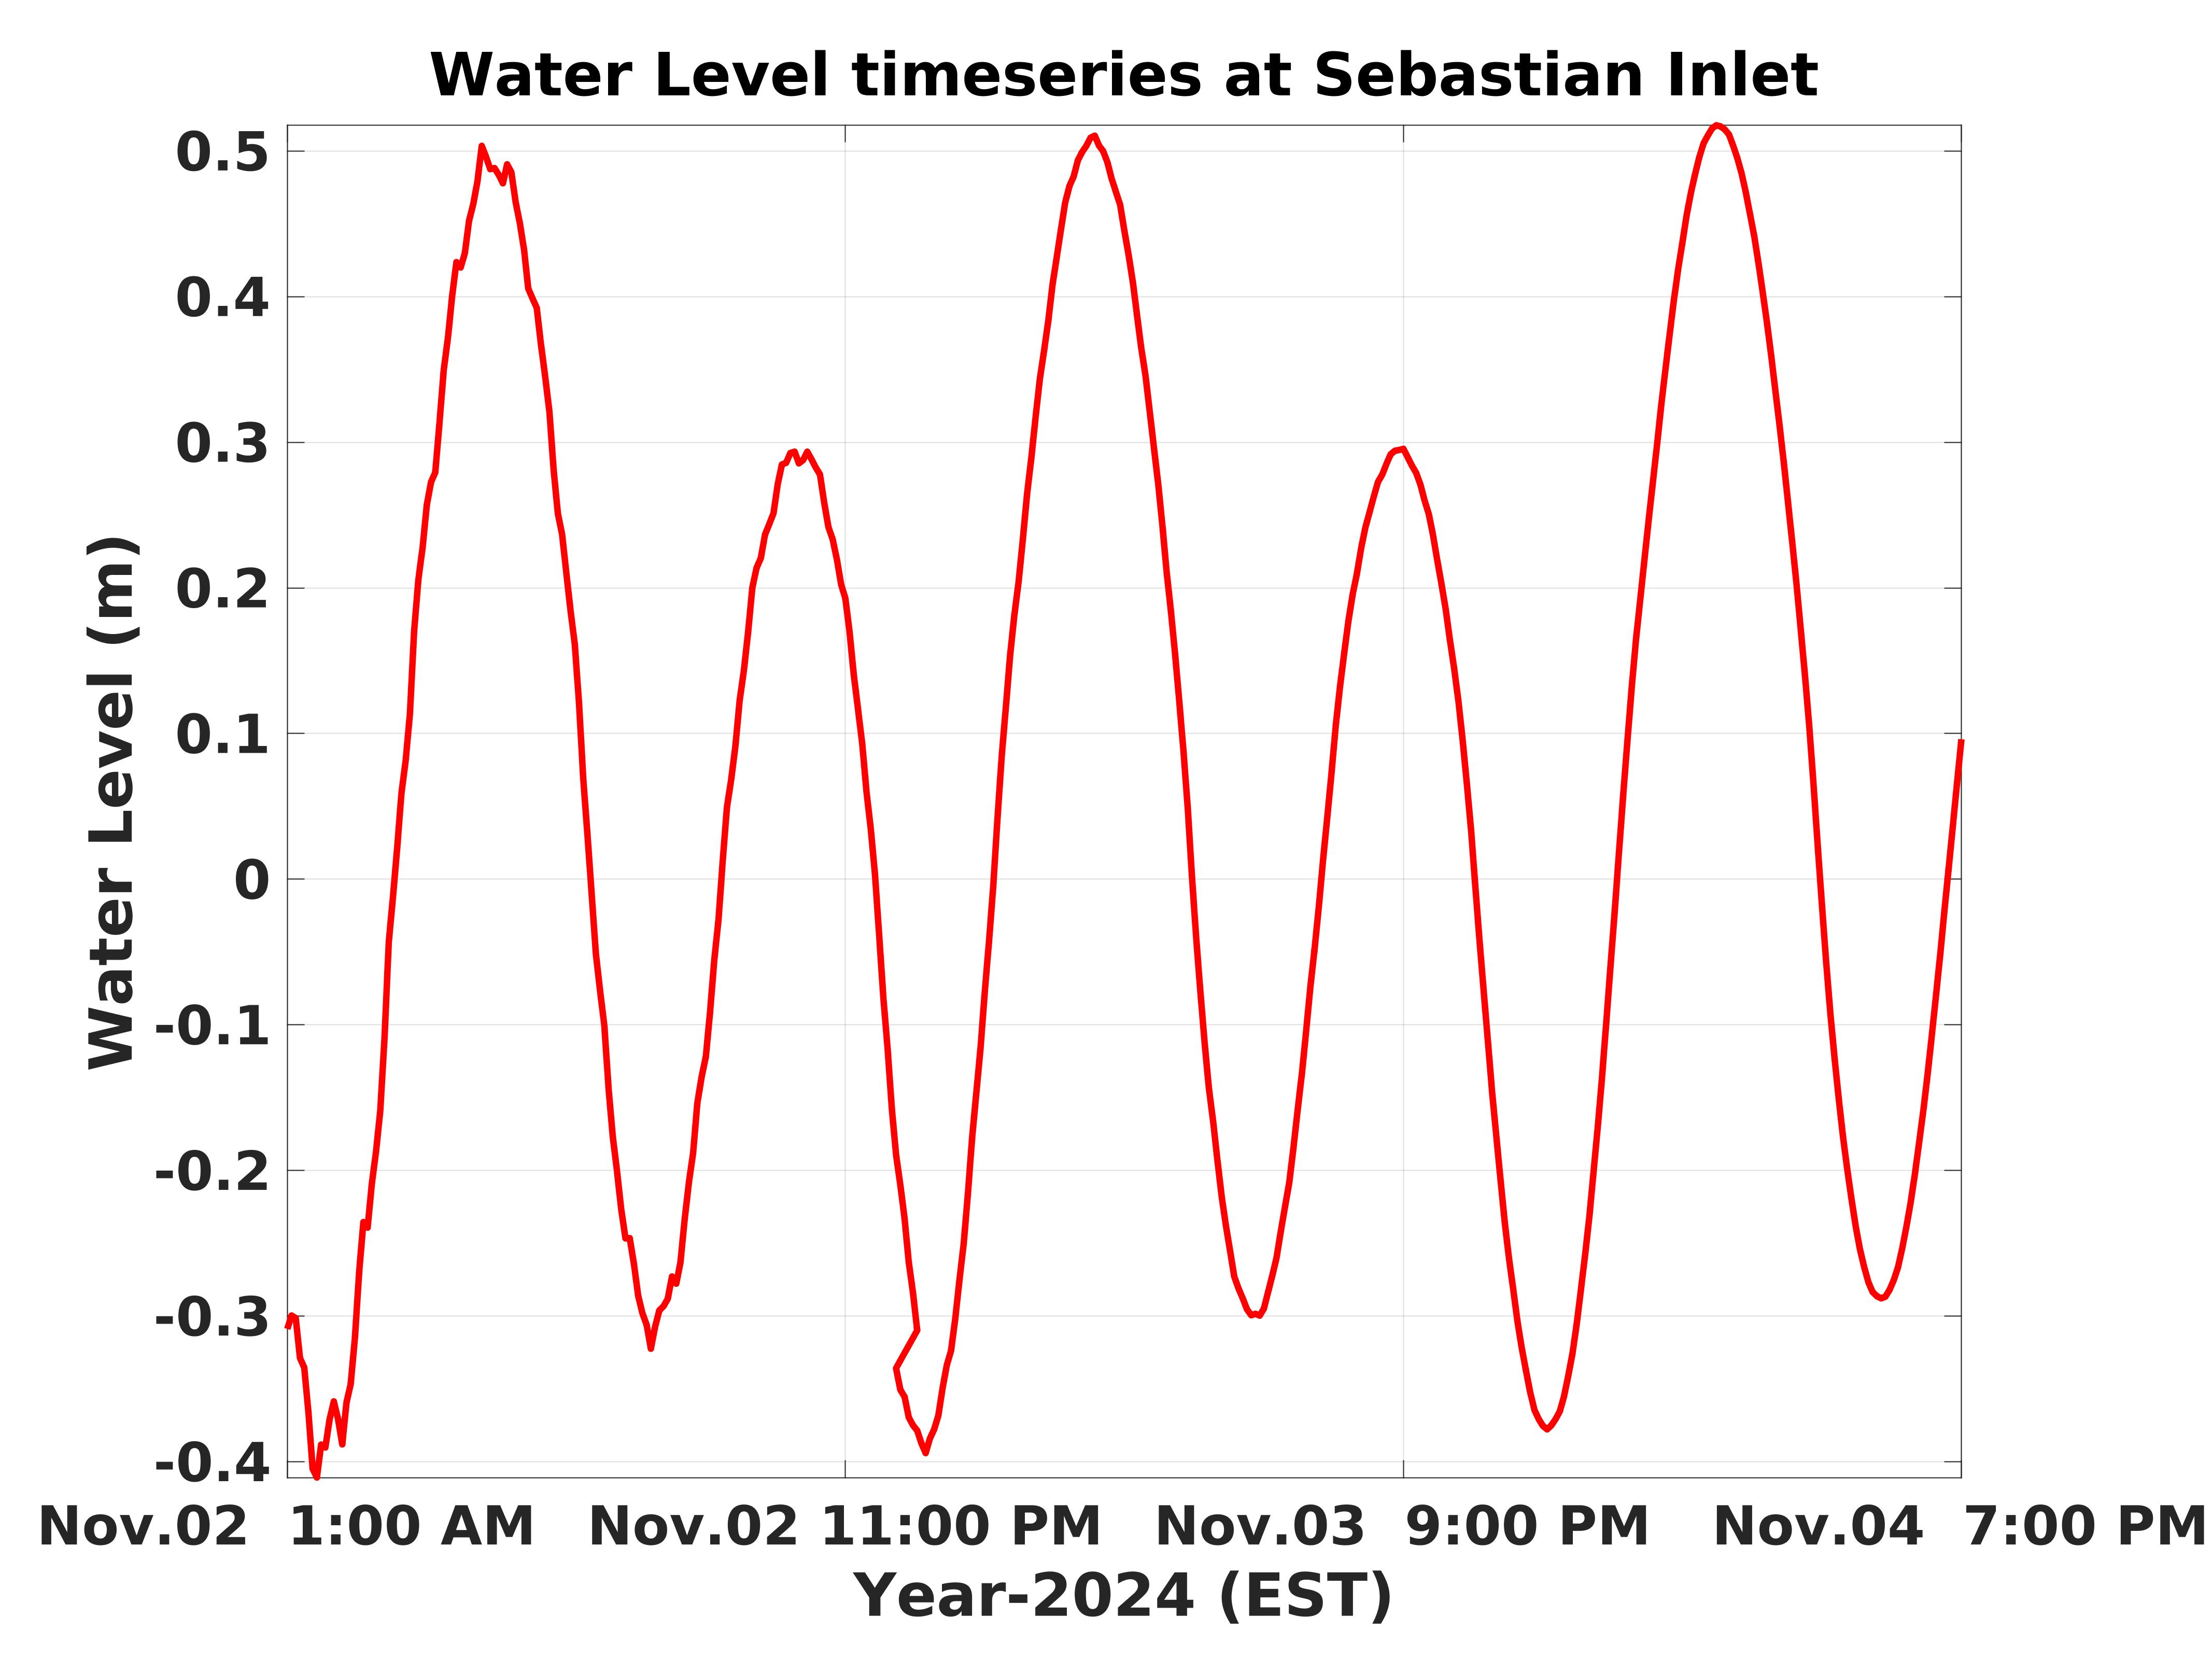 Water Level timeseries at Sebastian Inlet
0.5
0.4
0.3
0.2
0.1
0
-0.1
-0.2
-0.3
-0.4
Water Level (m)
Nov.02 1:00 AM Nov.02 11:00 PM Nov.03 9:00 PM Nov.04 7:00 PM
Year-2024 (EST)